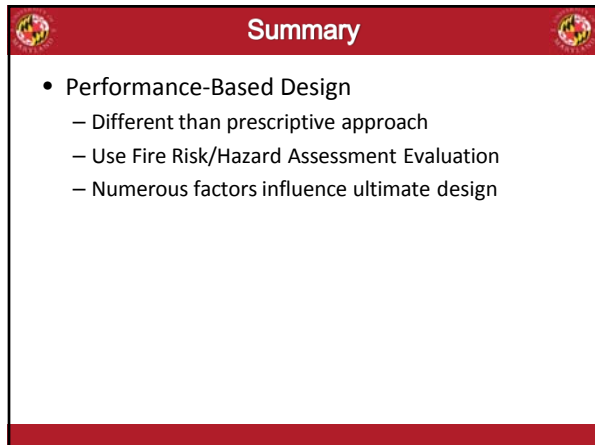 Summary
• Performance-Based Design
– Different than prescriptive approach
– Use Fire Risk/Hazard Assessment Evaluation
– Numerous factors influence ultimate design